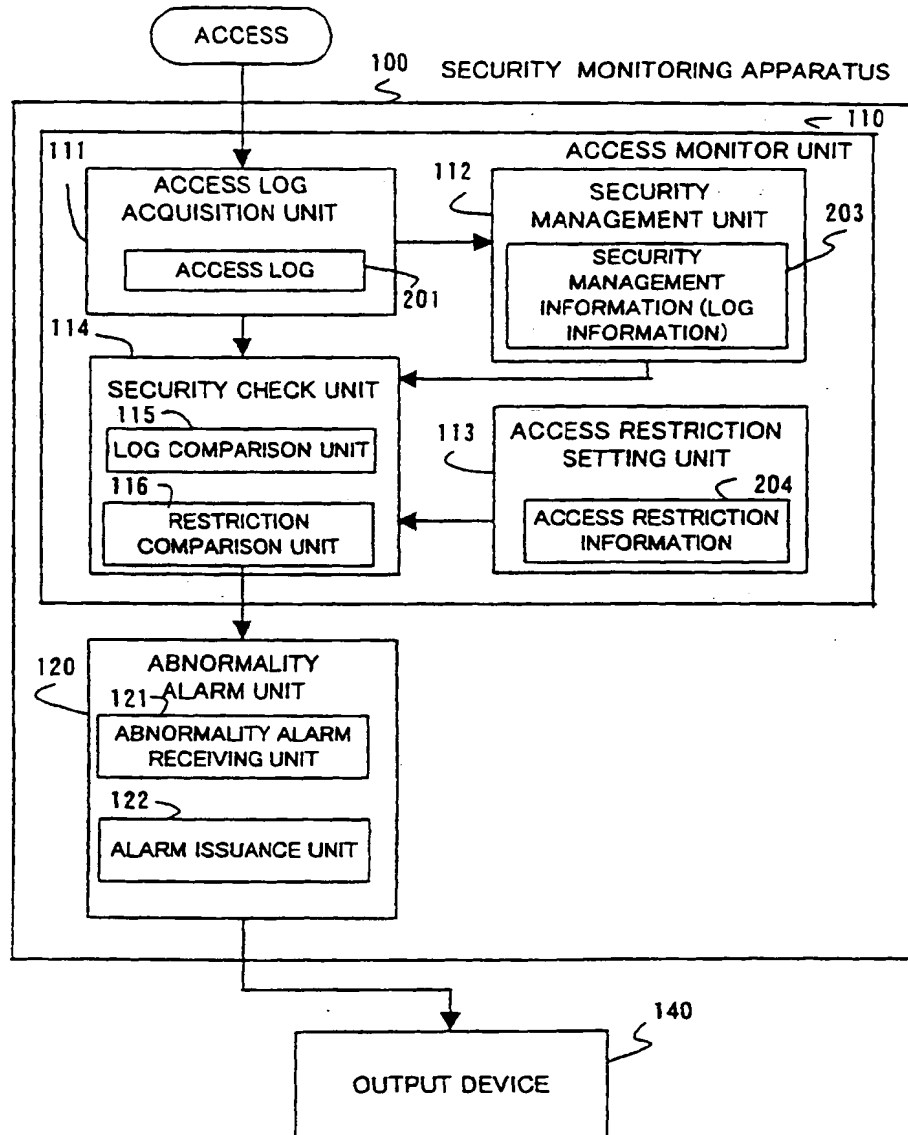 ACCESS
100
SECURITY MONITORING APPARATUS
110
ACCESS MONITOR UNIT
111
ACCESS LOG
ACQUISITION UNIT
ACCESS LOG
201
112
SECURITY
MANAGEMENT UNIT
203
SECURITY
MANAGEMENT
INFORMATION (LOG
INFORMATION)
114
SECURITY CHECK UNIT
115
LOG COMPARISON UNIT
116
RESTRICTION
COMPARISON UNIT
113
ACCESS RESTRICTION
SETTING UNIT
204
ACCESS RESTRICTION
INFORMATION
120
ABNORMALITY
ALARM UNIT
121
ABNORMALITY ALARM
RECEIVING UNIT
122
ALARM ISSUANCE UNIT
140
OUTPUT DEVICE